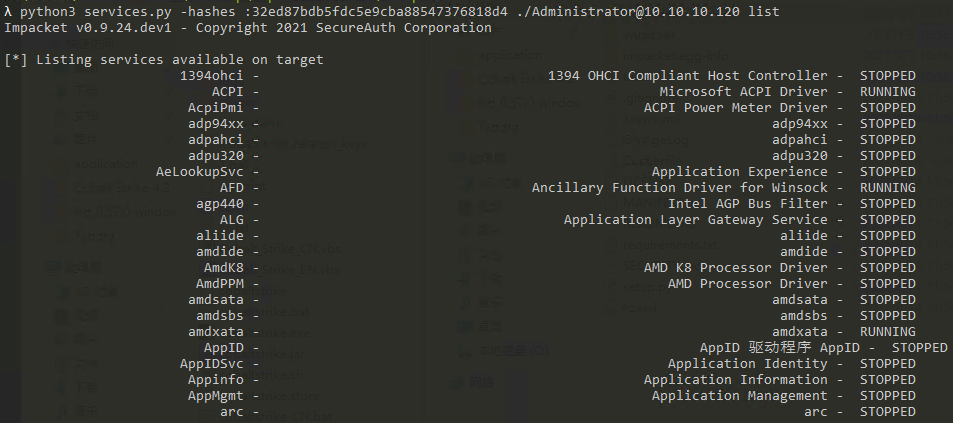 λ python3 services.py -hashes :32ed87bdb5fdc5e9cba88547376818d4 ./Administrator@10.10.10.120 list
Impacket v0.9.24.dev1 - Copyright 2021 SecureAuth Corporation
[*] Listing services available on target
1394ohci - 1394 OHCI Compliant Host Controller - STOPPED
ACPI - Microsoft ACPI Driver - RUNNING
AcpiPmi - ACPI Power Meter Driver - STOPPED
adp94xx - adp94xx - STOPPED
adpahci - adpahci - STOPPED
adpu320 - adpu320 - STOPPED
AeLookupSvc - Application Experience - STOPPED
AFD - Ancillary Function Driver for Winsock - RUNNING
agp440 - Intel AGP Bus Filter - STOPPED
ALG - Application Layer Gateway Service - STOPPED
aliide - aliide - STOPPED
amdide - amdide - STOPPED
AmdK8 - AMD K8 Processor Driver - STOPPED
AmdPPM - AMD Processor Driver - STOPPED
amdsata - amdsata - STOPPED
amdsbs - amdsbs - STOPPED
amdxata - amdxata - RUNNING
AppID - AppID 驱动程序 AppID - STOPPED
AppIDSvc - Application Identity - STOPPED
Appinfo - Application Information - STOPPED
AppMgmt - Application Management - STOPPED
arc - arc - STOPPED